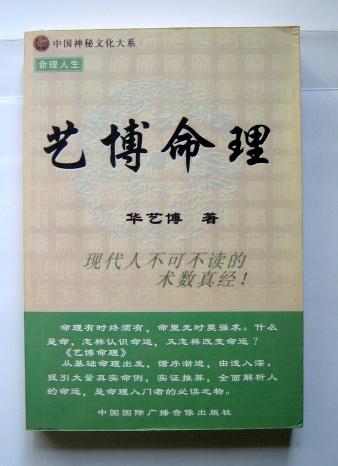 中国神秘文化大系
命理人生
艺博命理
华艺博 著
现代人不可不读的
术数真经！
命理有时终须有，命里无时莫强求。什么
是命，怎样认识命运，又怎样改变命运？
《艺博命理》
从基础命理出发，循序渐进，由浅入深，
援引大量真实命例，实证推算，全面解析人
的命运，是命理入门者的必读之物。
中国国际广播音像出版社